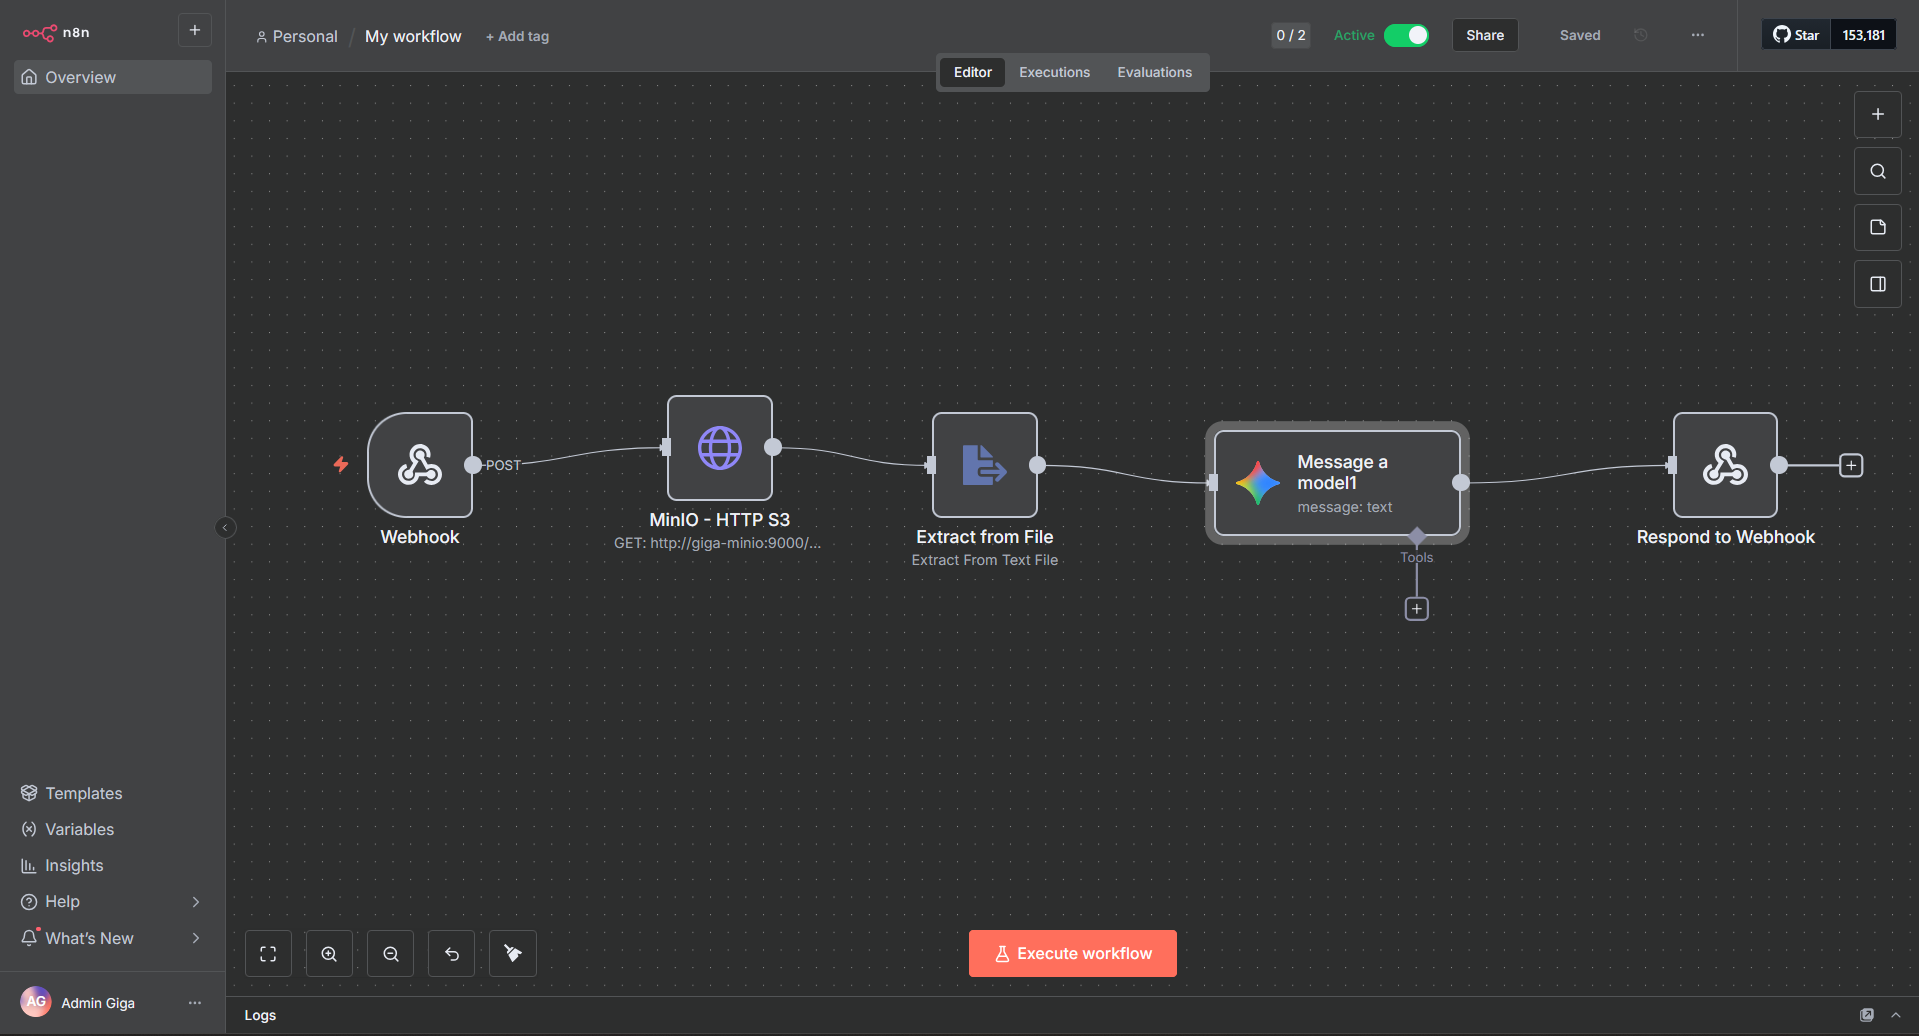 n8n
Personal / My workflow + Add tag
0 / 2 Active Share Saved Star 153,181
Overview
Editor Executions Evaluations
POST
Webhook
MinIO - HTTP S3
GET: http://giga-minio:9000/...
Extract from File
Extract From Text File
Message a
model1
message: text
Tools
Respond to Webhook
Templates
Variables
Insights
Help
What's New
Execute workflow
AG Admin Giga
Logs